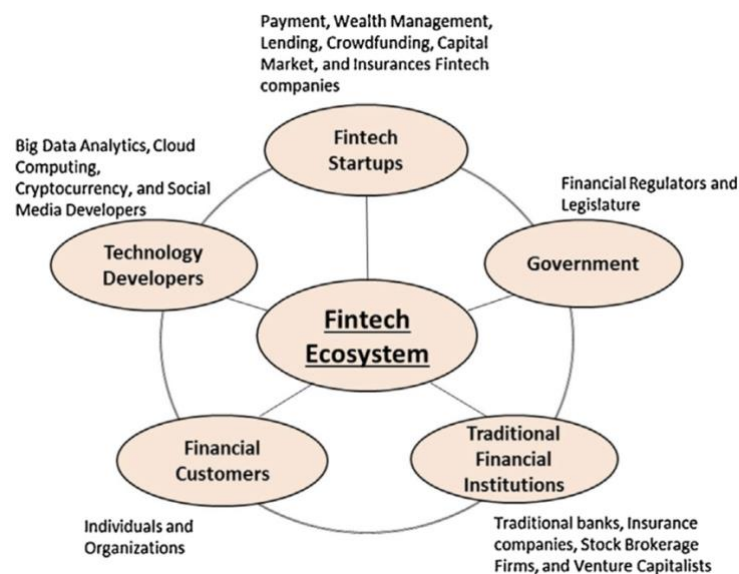 Payment, Wealth Management,
Lending, Crowdfunding, Capital
Market, and Insurances Fintech
companies
Fintech
Startups
Big Data Analytics, Cloud
Computing,
Cryptocurrency, and Social
Media Developers
Technology
Developers
Financial Regulators and
Legislature
Government
Fintech
Ecosystem
Financial
Customers
Individuals and
Organizations
Traditional
Financial
Institutions
Traditional banks, Insurance
companies, Stock Brokerage
Firms, and Venture Capitalists